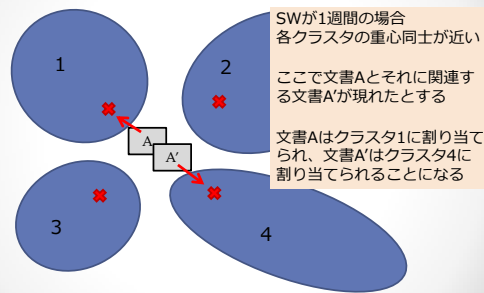 SWが1週間の場合
各クラスタの重心同士が近い
ここで文書Aとそれに関連す
る文書A′が現れたとする
文書Aはクラスタ1に割り当て
られ、文書A′はクラスタ4に
割り当てられることになる
1
2
A
A′
3
4